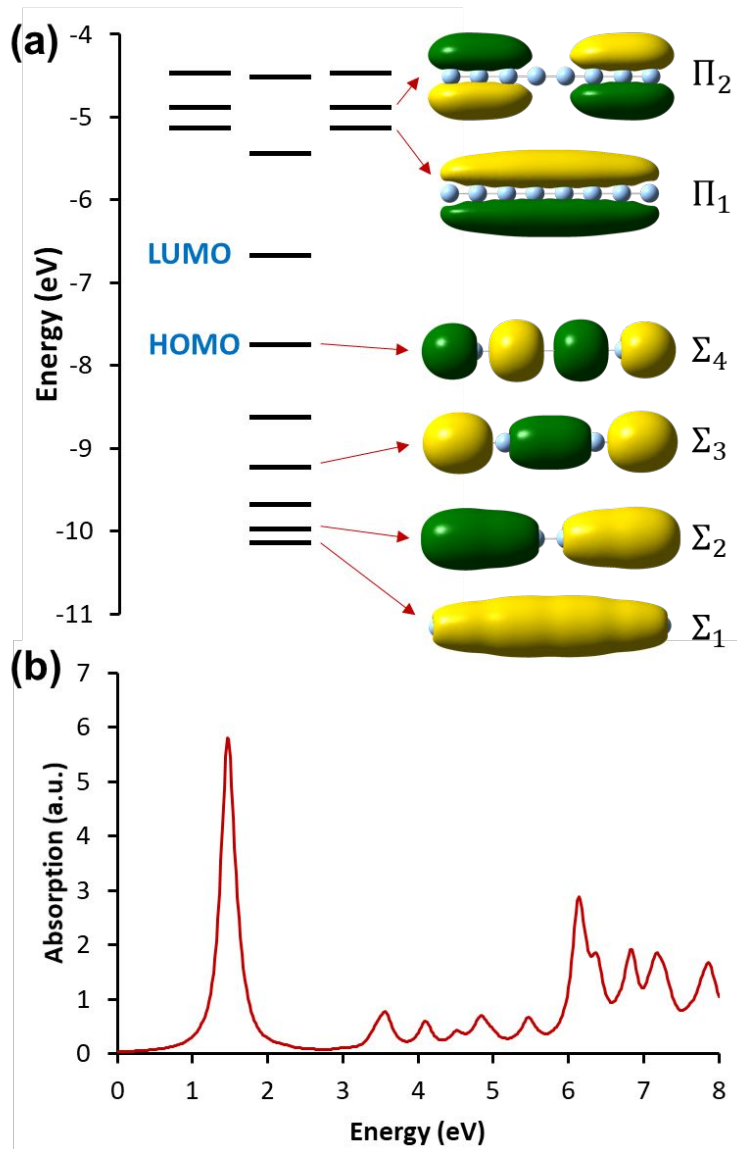 (a)
Energy (eV)
-4
-5
-6
-7
-8
-9
-10
-11
LUMO
HOMO
Π₂
Π₁
Σ₄
Σ₃
Σ₂
Σ₁
(b)
Absorption (a.u.)
7
6
5
4
3
2
1
0
0 1 2 3 4 5 6 7 8
Energy (eV)